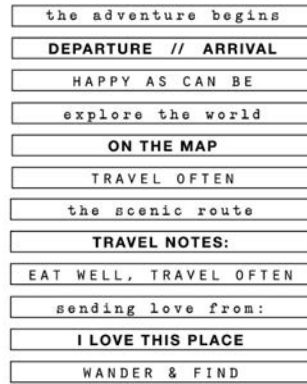 the adventure begins
DEPARTURE // ARRIVAL
HAPPY AS CAN BE
explore the world
ON THE MAP
TRAVEL OFTEN
the scenic route
TRAVEL NOTES:
EAT WELL, TRAVEL OFTEN
sending love from:
I LOVE THIS PLACE
WANDER & FIND